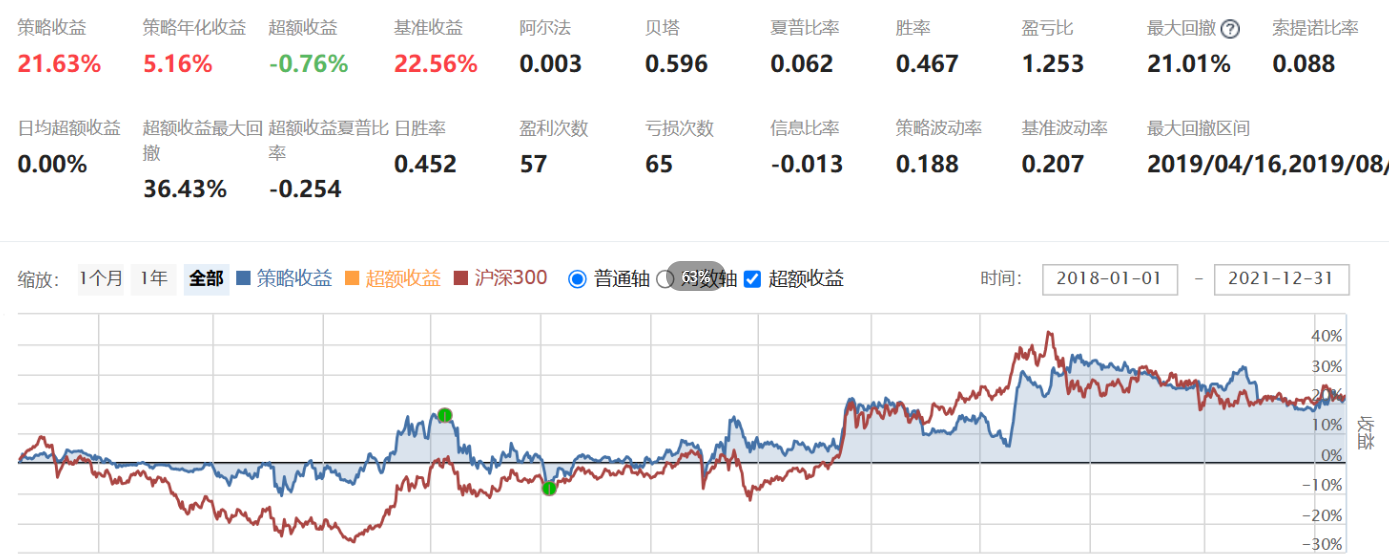 策略收益 策略年化收益 超额收益 基准收益 阿尔法 贝塔 夏普比率 胜率 盈亏比 最大回撤 ? 索提诺比率
21.63% 5.16% -0.76% 22.56% 0.003 0.596 0.062 0.467 1.253 21.01% 0.088
日均超额收益 超额收益最大回撤 超额收益夏普比率 日胜率 盈利次数 亏损次数 信息比率 策略波动率 基准波动率 最大回撤区间
0.00% 36.43% -0.254 0.452 57 65 -0.013 0.188 0.207 2019/04/16,2019/08/
缩放: 1个月 1年 全部 策略收益 超额收益 沪深300 普通轴 63% 数轴 超额收益 时间: 2018-01-01 - 2021-12-31
40%
30%
20%
10%
0%
-10%
-20%
-30%
收益